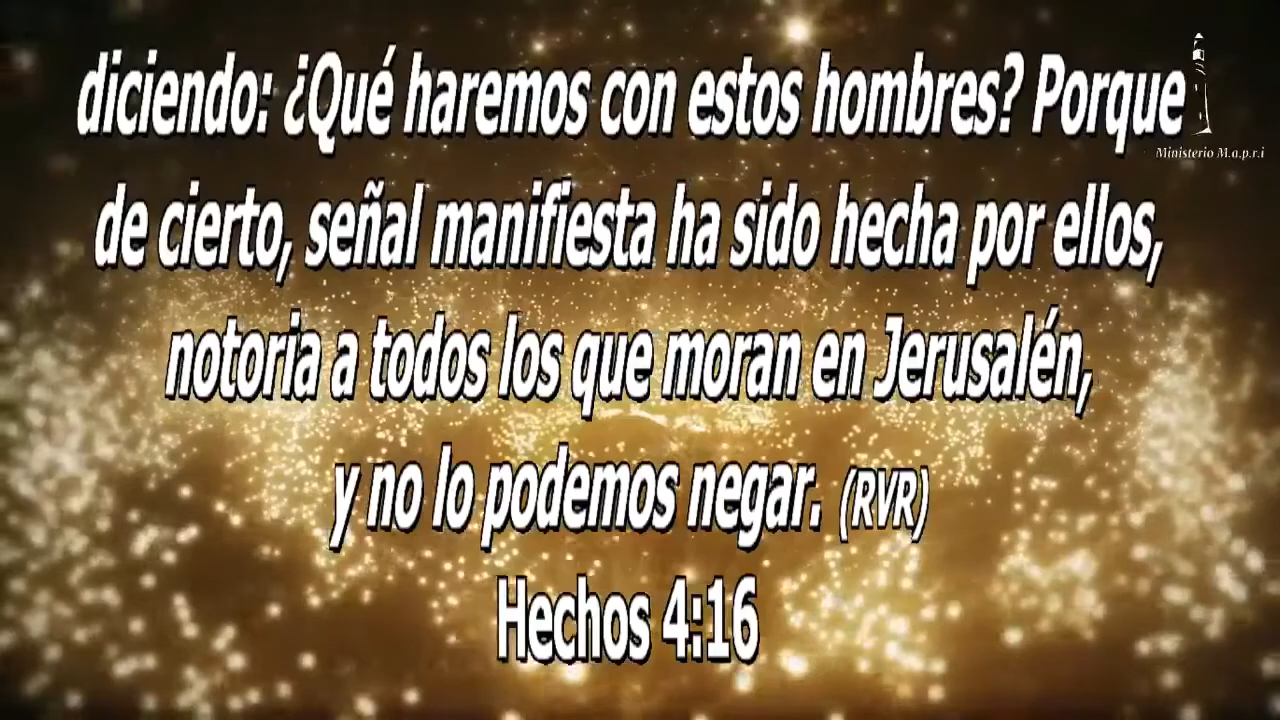 diciendo: ¿Qué haremos con estos hombres? Porque
de cierto, señal manifiesta ha sido hecha por ellos,
notoria a todos los que moran en Jerusalén,
y no lo podemos negar. (RVR)
Hechos 4:16
Ministerio M.a.p.r.i